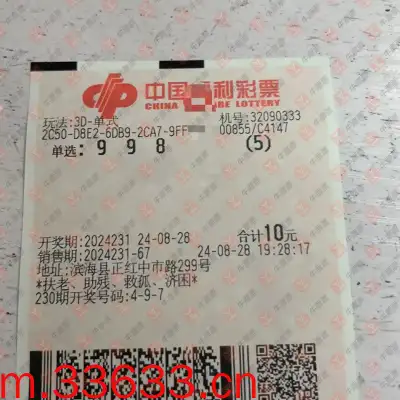 中国福利彩票
CHINA WELFARE LOTTERY
玩法:3D-单式 机号:32090333
2C50-D8E2-6DB9-2CA7-9FF 00855/C4147
单选: 9 9 8 (5)
开奖期:2024231 24-08-28 合计10元
销售期:2024231-67 24-08-28 19:28:17
地址:滨海县正红中市路299号
*扶老、助残、救孤、济困*
230期开奖号码:4-9-7
m.33633.cn